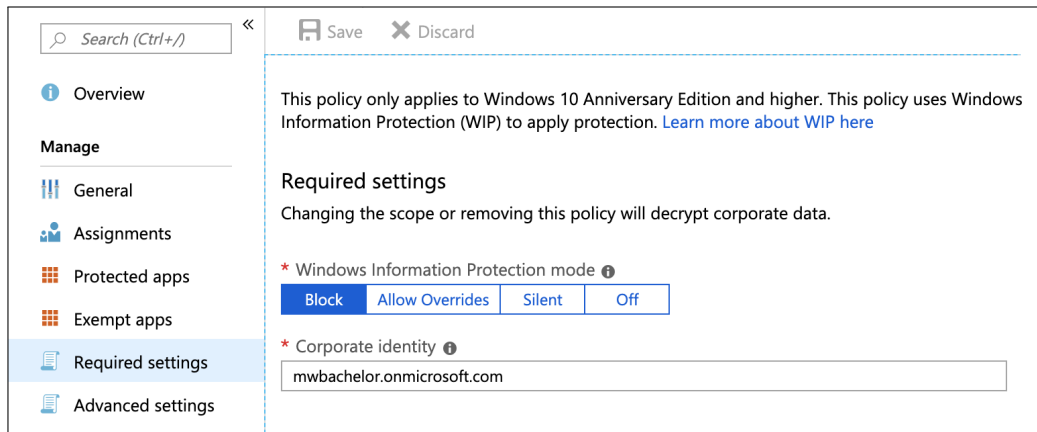 Search (Ctrl+/)
«
Overview
Manage
General
Assignments
Protected apps
Exempt apps
Required settings
Advanced settings
Save
Discard
This policy only applies to Windows 10 Anniversary Edition and higher. This policy uses Windows
Information Protection (WIP) to apply protection. Learn more about WIP here
Required settings
Changing the scope or removing this policy will decrypt corporate data.
* Windows Information Protection mode
Block Allow Overrides Silent Off
* Corporate identity
mwbachelor.onmicrosoft.com